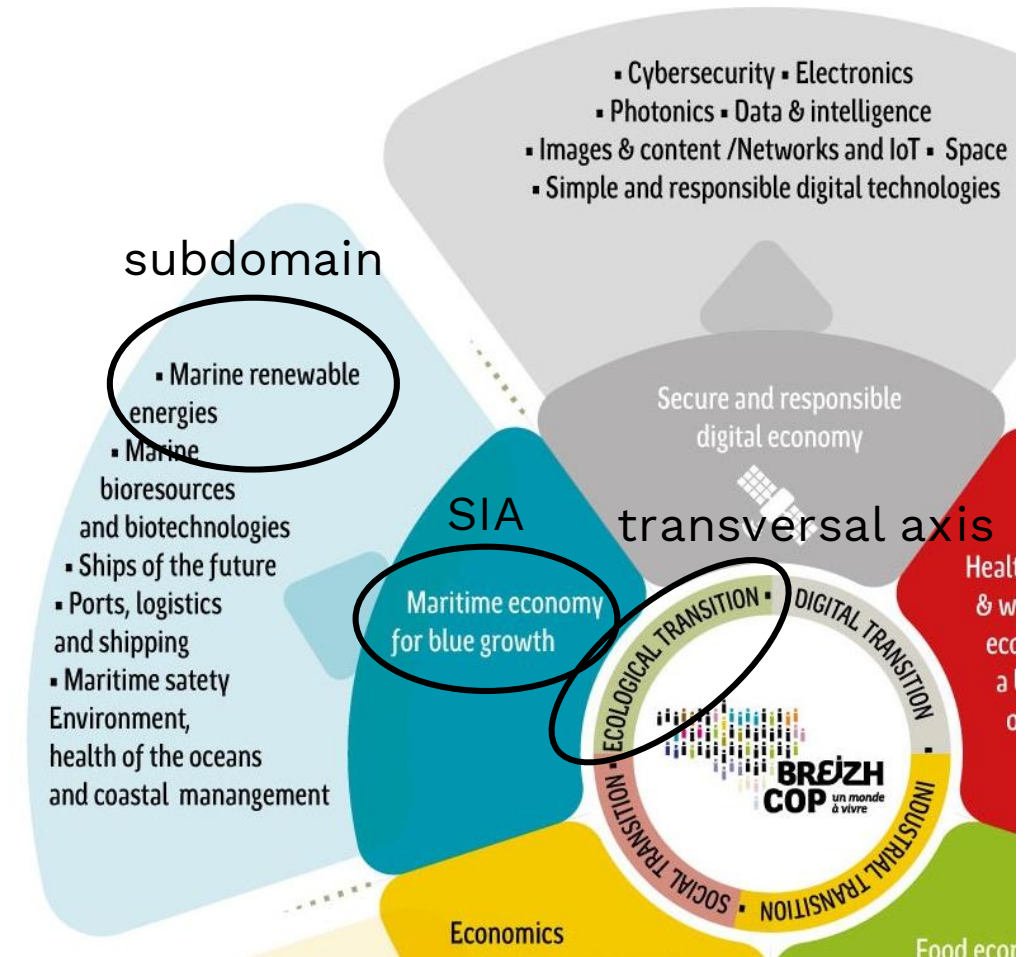 ▪ Cybersecurity ▪ Electronics
▪ Photonics ▪ Data & intelligence
▪ Images & content /Networks and IoT ▪ Space
▪ Simple and responsible digital technologies
subdomain
▪ Marine renewable
energies
▪ Marine
bioresources
and biotechnologies
▪ Ships of the future
▪ Ports, logistics
and shipping
▪ Maritime satety
Environment,
health of the oceans
and coastal manangement
Secure and responsible
digital economy
SIA
Maritime economy
for blue growth
transversal axis
ECOLOGICAL TRANSITION ▪
DIGITAL TRANSITION ▪
INDUSTRIAL TRANSITION ▪
SOCIAL TRANSITION ▪
BREIZH
COP un monde
à vivre
&
a
Economics
Food